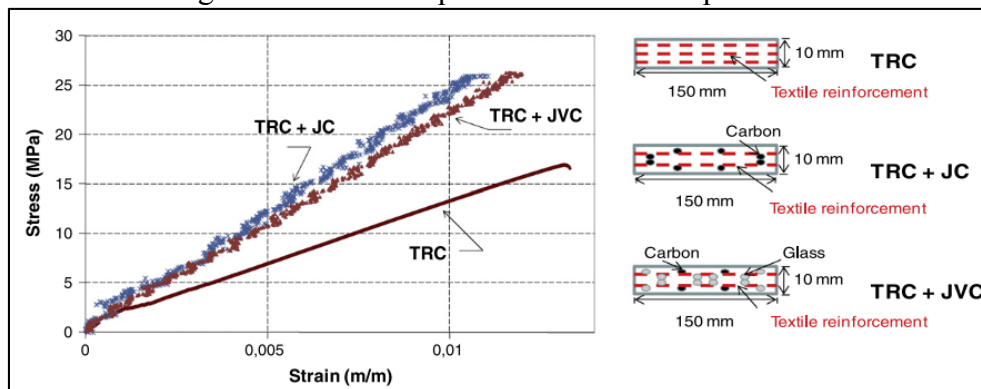 30
25
20
15
10
5
0
Stress (MPa)
0
0,005
0,01
Strain (m/m)
TRC + JC
TRC + JVC
TRC
10 mm
TRC
150 mm
Textile reinforcement
Carbon
10 mm
TRC + JC
150 mm
Textile reinforcement
Carbon
Glass
10 mm
TRC + JVC
150 mm
Textile reinforcement